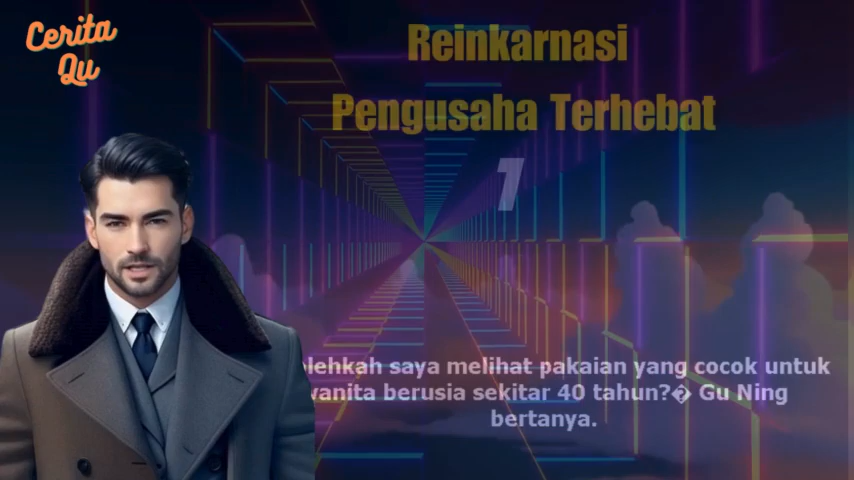 Cerita
Qu
Reinkarnasi
Pengusaha Terhebat
1
olehkah saya melihat pakaian yang cocok untuk
wanita berusia sekitar 40 tahun?� Gu Ning
bertanya.